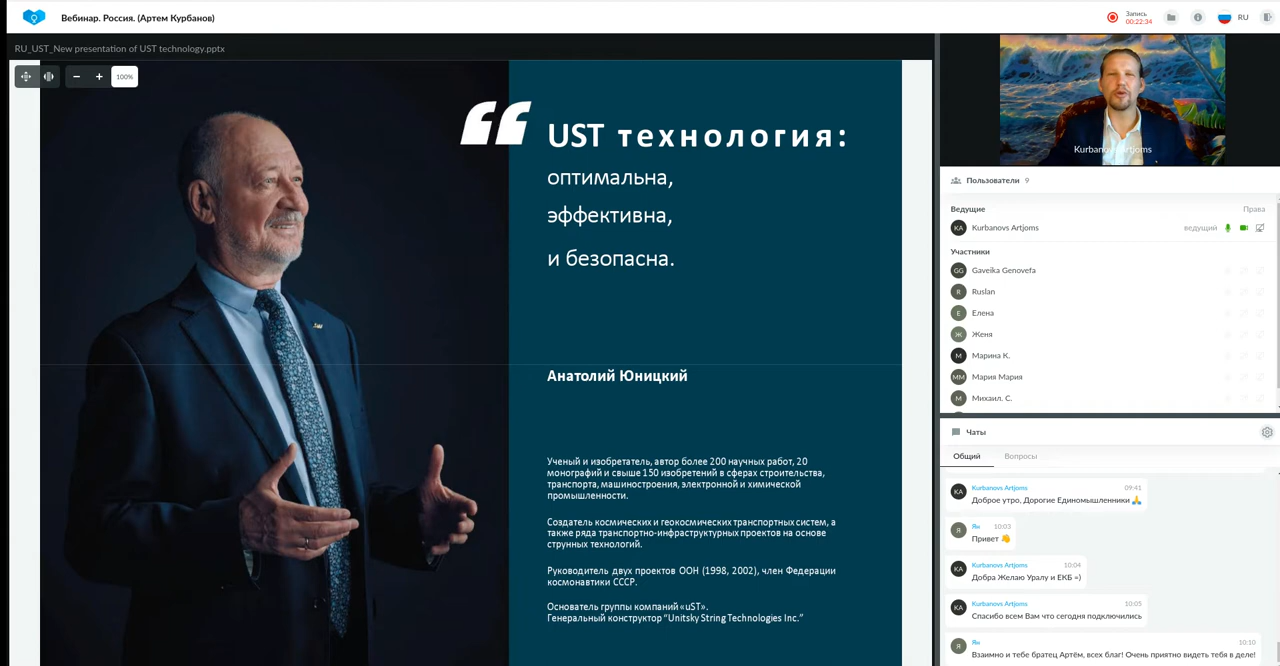 Вебинар. Россия. (Артем Курбанов)
Запись
00:22:34
RU
RU_UST_New presentation of UST technology.pptx
100%
“
UST технология:
оптимальна,
эффективна,
и безопасна.
Анатолий Юницкий
Ученый и изобретатель, автор более 200 научных работ, 20
монографий и свыше 150 изобретений в сферах строительства,
транспорта, машиностроения, электронной и химической
промышленности.
Создатель космических и геокосмических транспортных систем, а
также ряда транспортно-инфраструктурных проектов на основе
струнных технологий.
Руководитель двух проектов ООН (1998, 2002), член Федерации
космонавтики СССР.
Основатель группы компаний «uST».
Генеральный конструктор “Unitsky String Technologies Inc.”
Kurbanovs Artjoms
Пользователи 9
Ведущие Права
KA Kurbanovs Artjoms ведущий
Участники
GG Gaveika Genovefa
R Ruslan
Е Елена
Ж Женя
М Марина К.
ММ Мария Мария
М Михаил. С.
Чаты
Общий Вопросы
KA Kurbanovs Artjoms 09:41
Доброе утро, Дорогие Единомышленники 🙏
Я Ян 10:03
Привет 👋
KA Kurbanovs Artjoms 10:04
Добра Желаю Уралу и ЕКБ =)
KA Kurbanovs Artjoms 10:05
Спасибо всем Вам что сегодня подключились
Я Ян 10:10
Взаимно и тебе братец Артём, всех благ! Очень приятно видеть тебя в деле!